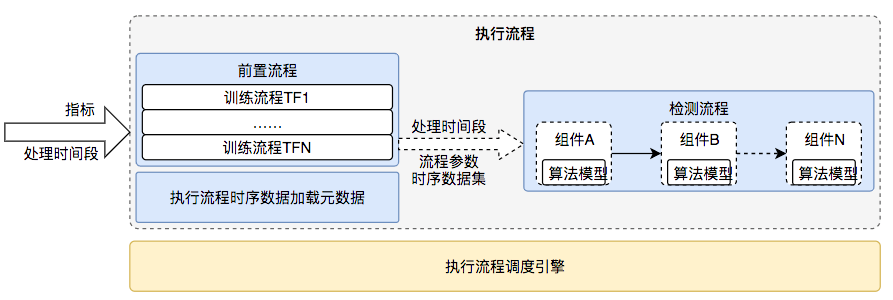 执行流程
前置流程
训练流程TF1
……
训练流程TFN
执行流程时序数据加载元数据
指标
处理时间段
处理时间段
流程参数
时序数据集
检测流程
组件A
算法模型
组件B
算法模型
组件N
算法模型
执行流程调度引擎